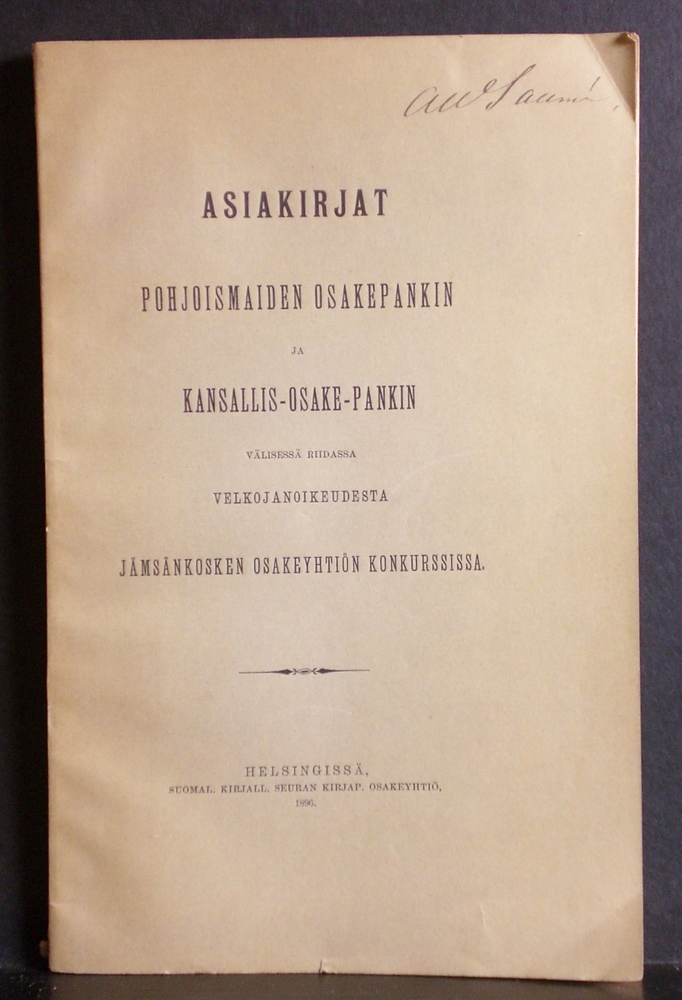 ASIAKIRJAT
POHJOISMAIDEN OSAKEPANKIN
JA
KANSALLIS-OSAKE-PANKIN
VÄLISESSÄ RIIDASSA
VELKOJANOIKEUDESTA
JÄMSÄNKOSKEN OSAKEYHTIÖN KONKURSSISSA.
HELSINGISSÄ,
SUOMAL. KIRJALL. SEURAN KIRJAP. OSAKEYHTIÖ,
1896.